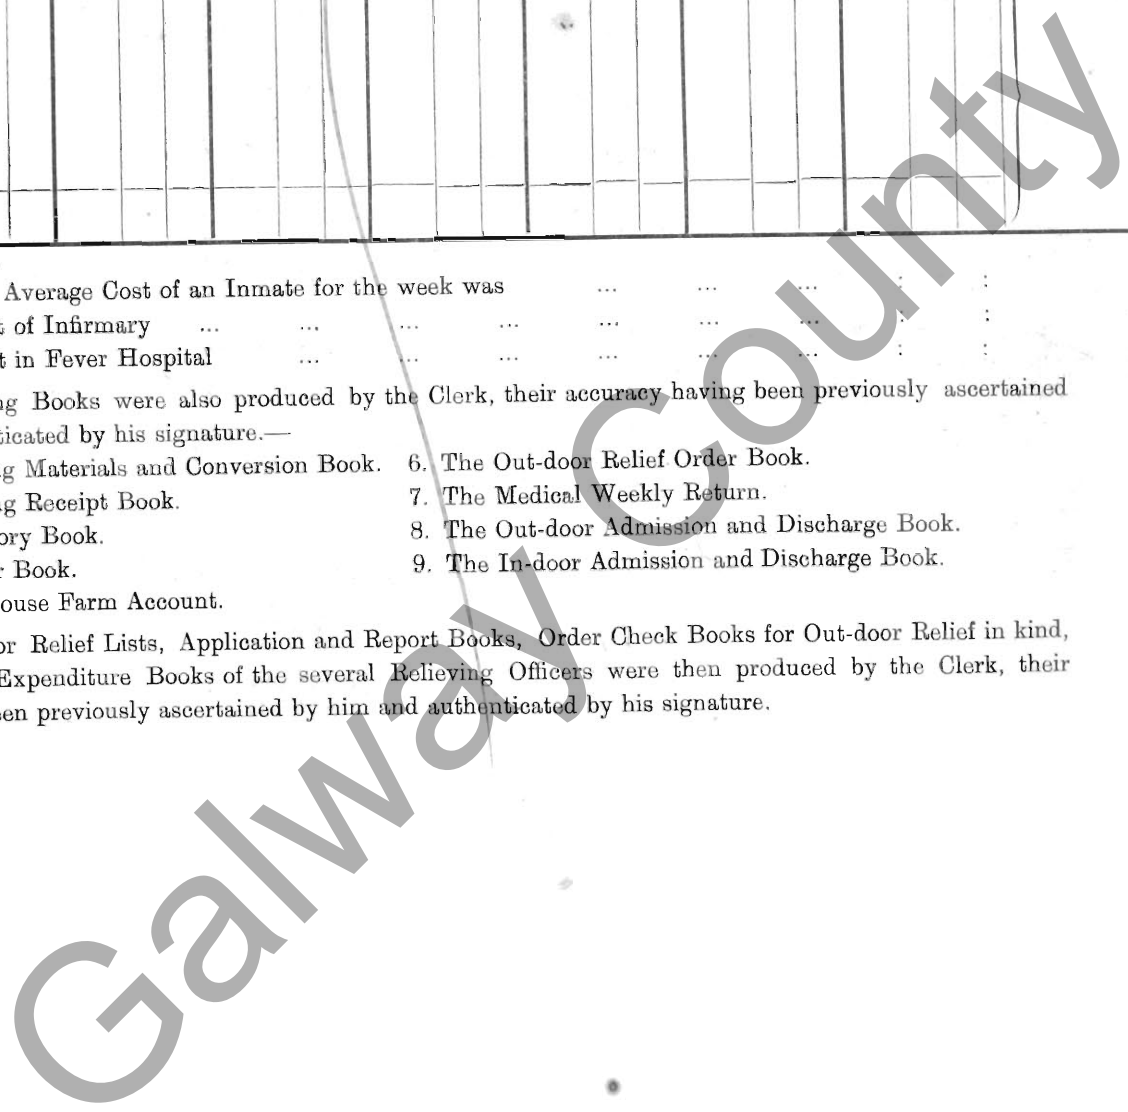 Average Cost of an Inmate for the week was ... ... ... : :
of Infirmary ... ... ... ... ... ... ... : :
in Fever Hospital ... ... ... ... ... ... : :
Books were also produced by the Clerk, their accuracy having been previously ascertained
by his signature.—
Materials and Conversion Book. 6. The Out-door Relief Order Book.
Receipt Book. 7. The Medical Weekly Return.
Book. 8. The Out-door Admission and Discharge Book.
Book. 9. The In-door Admission and Discharge Book.
ouse Farm Account.
or Relief Lists, Application and Report Books, Order Check Books for Out-door Relief in kind,
Expenditure Books of the several Relieving Officers were then produced by the Clerk, their
en previously ascertained by him and authenticated by his signature.
Galway County